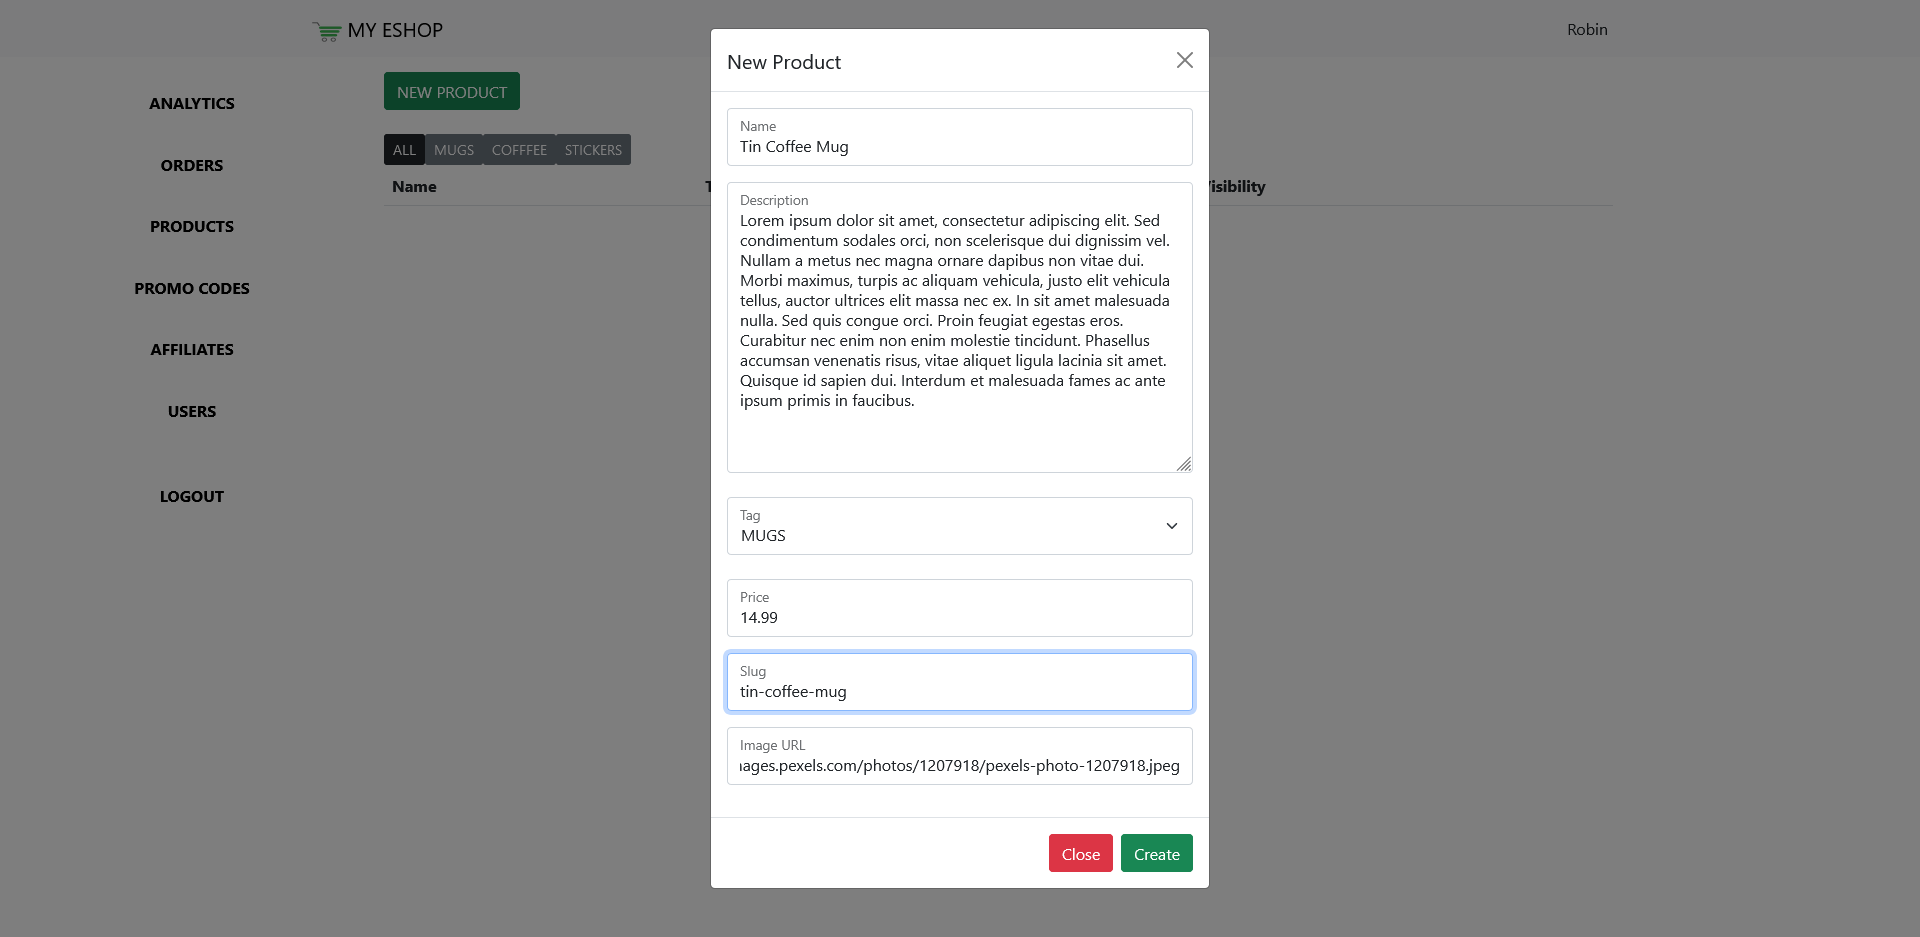 MY ESHOP
Robin
ANALYTICS
ORDERS
PRODUCTS
PROMO CODES
AFFILIATES
USERS
LOGOUT
NEW PRODUCT
ALL MUGS COFFFEE STICKERS
Name
New Product
Name
Tin Coffee Mug
Description
Lorem ipsum dolor sit amet, consectetur adipiscing elit. Sed
condimentum sodales orci, non scelerisque dui dignissim vel.
Nullam a metus nec magna ornare dapibus non vitae dui.
Morbi maximus, turpis ac aliquam vehicula, justo elit vehicula
tellus, auctor ultrices elit massa nec ex. In sit amet malesuada
nulla. Sed quis congue orci. Proin feugiat egestas eros.
Curabitur nec enim non enim molestie tincidunt. Phasellus
accumsan venenatis risus, vitae aliquet ligula lacinia sit amet.
Quisque id sapien dui. Interdum et malesuada fames ac ante
ipsum primis in faucibus.
Tag
MUGS
Price
14.99
Slug
tin-coffee-mug
Image URL
ages.pexels.com/photos/1207918/pexels-photo-1207918.jpeg
Close Create